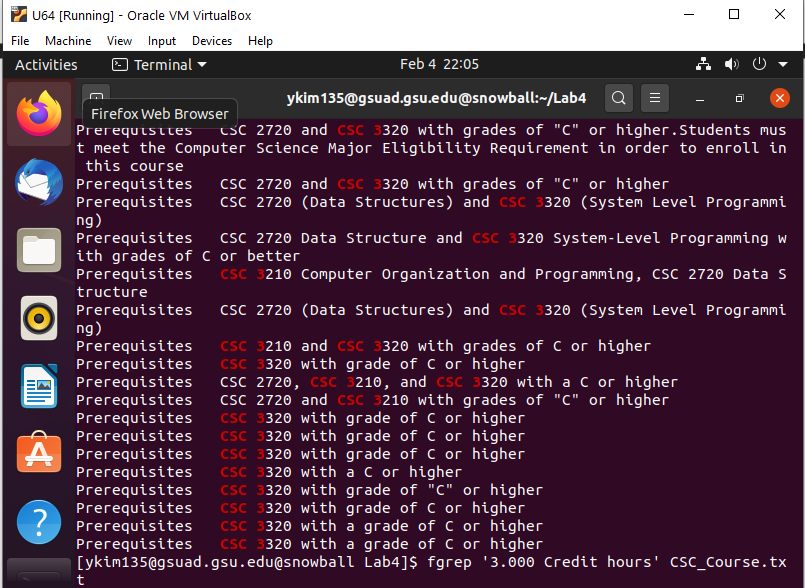 U64 [Running] - Oracle VM VirtualBox
File Machine View Input Devices Help
Activities Terminal Feb 4 22:05
ykim135@gsuad.gsu.edu@snowball:~/Lab4
Firefox Web Browser
Prerequisites CSC 2720 and CSC 3320 with grades of "C" or higher.Students mus
t meet the Computer Science Major Eligibility Requirement in order to enroll in
this course
Prerequisites CSC 2720 and CSC 3320 with grades of "C" or higher
Prerequisites CSC 2720 (Data Structures) and CSC 3320 (System Level Programmi
ng)
Prerequisites CSC 2720 Data Structure and CSC 3320 System-Level Programming w
ith grades of C or better
Prerequisites CSC 3210 Computer Organization and Programming, CSC 2720 Data S
tructure
Prerequisites CSC 2720 (Data Structures) and CSC 3320 (System Level Programmi
ng)
Prerequisites CSC 3210 and CSC 3320 with grades of C or higher
Prerequisites CSC 3320 with grade of C or higher
Prerequisites CSC 2720, CSC 3210, and CSC 3320 with a C or higher
Prerequisites CSC 2720 and CSC 3210 with grades of "C" or higher
Prerequisites CSC 3320 with grade of C or higher
Prerequisites CSC 3320 with grade of C or higher
Prerequisites CSC 3320 with grade of C or higher
Prerequisites CSC 3320 with a C or higher
Prerequisites CSC 3320 with grade of "C" or higher
Prerequisites CSC 3320 with grade of C or higher
Prerequisites CSC 3320 with a grade of C or higher
Prerequisites CSC 3320 with a grade of C or higher
[ykim135@gsuad.gsu.edu@snowball Lab4]$ fgrep '3.000 Credit hours' CSC_Course.tx
t